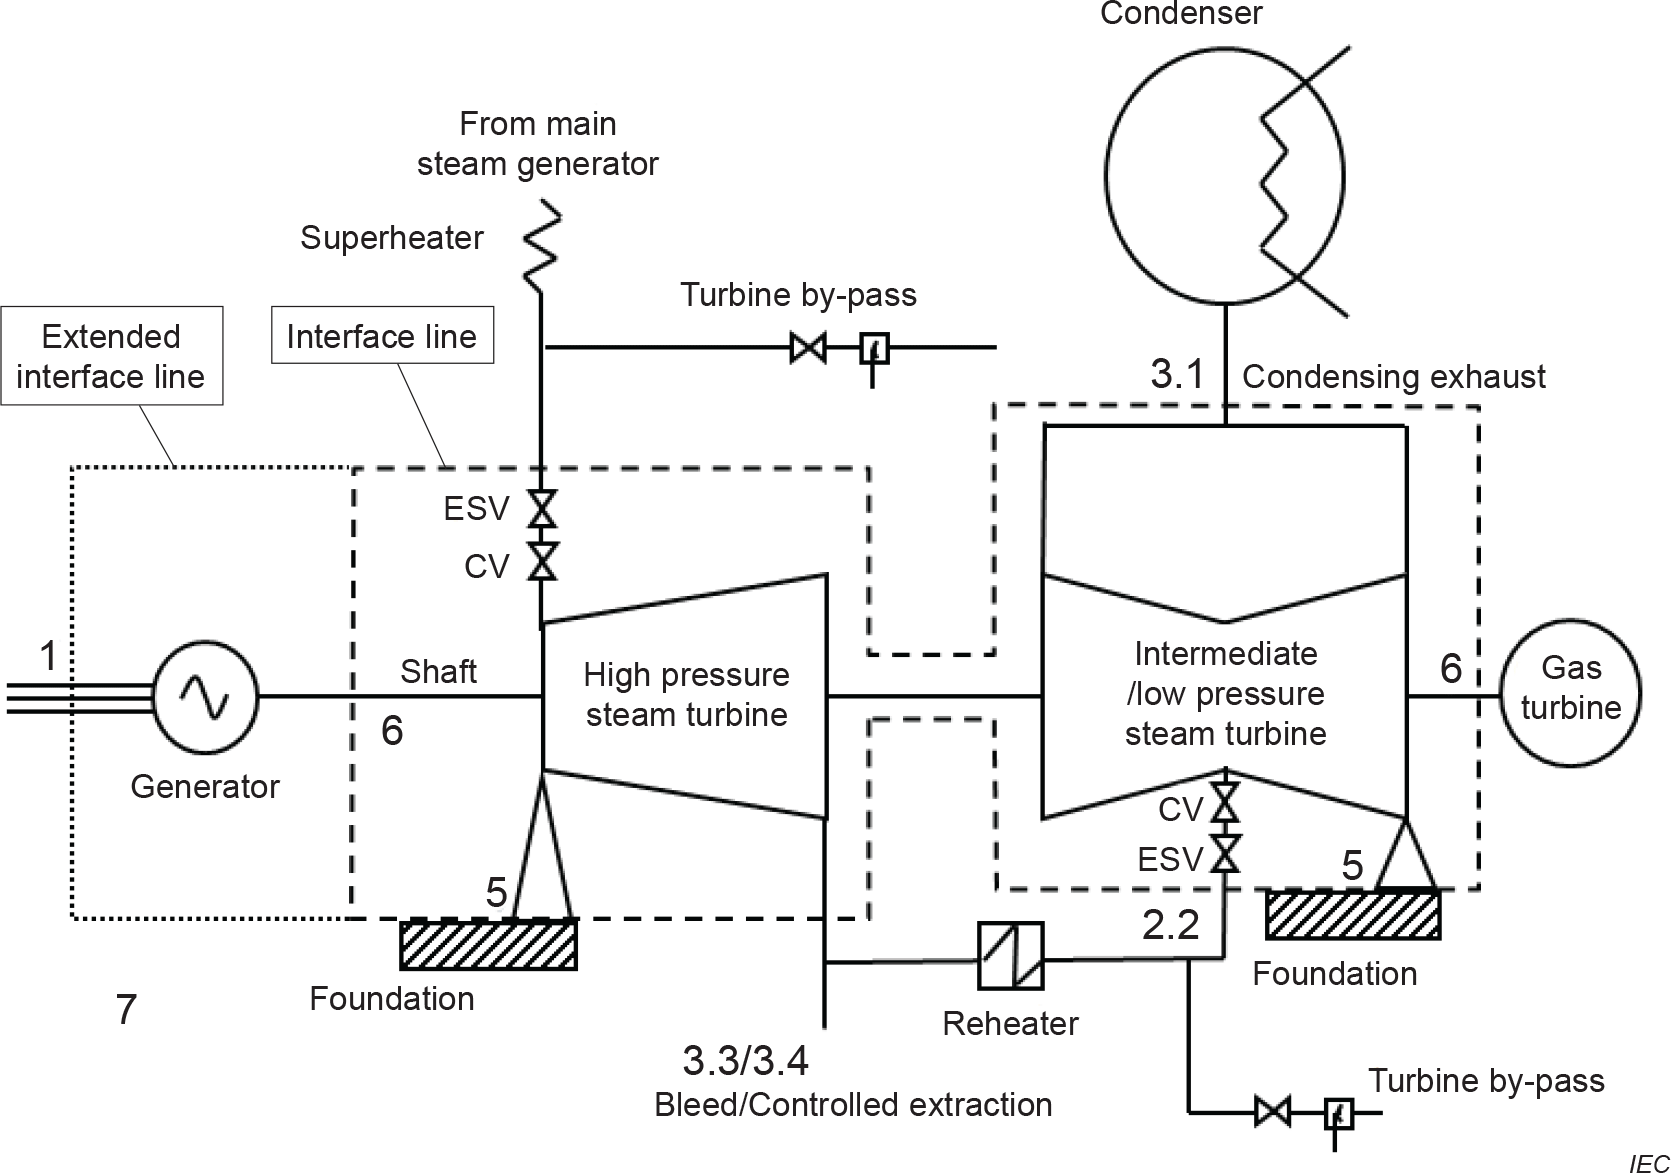 Condenser
From main
steam generator
Superheater
Turbine by-pass
Extended
interface line
Interface line
3.1
Condensing exhaust
ESV
CV
1
Shaft
6
High pressure
steam turbine
Intermediate
/low pressure
steam turbine
6
Gas
turbine
Generator
CV
ESV
5
5
2.2
Foundation
Foundation
7
Reheater
3.3/3.4
Bleed/Controlled extraction
Turbine by-pass
IEC